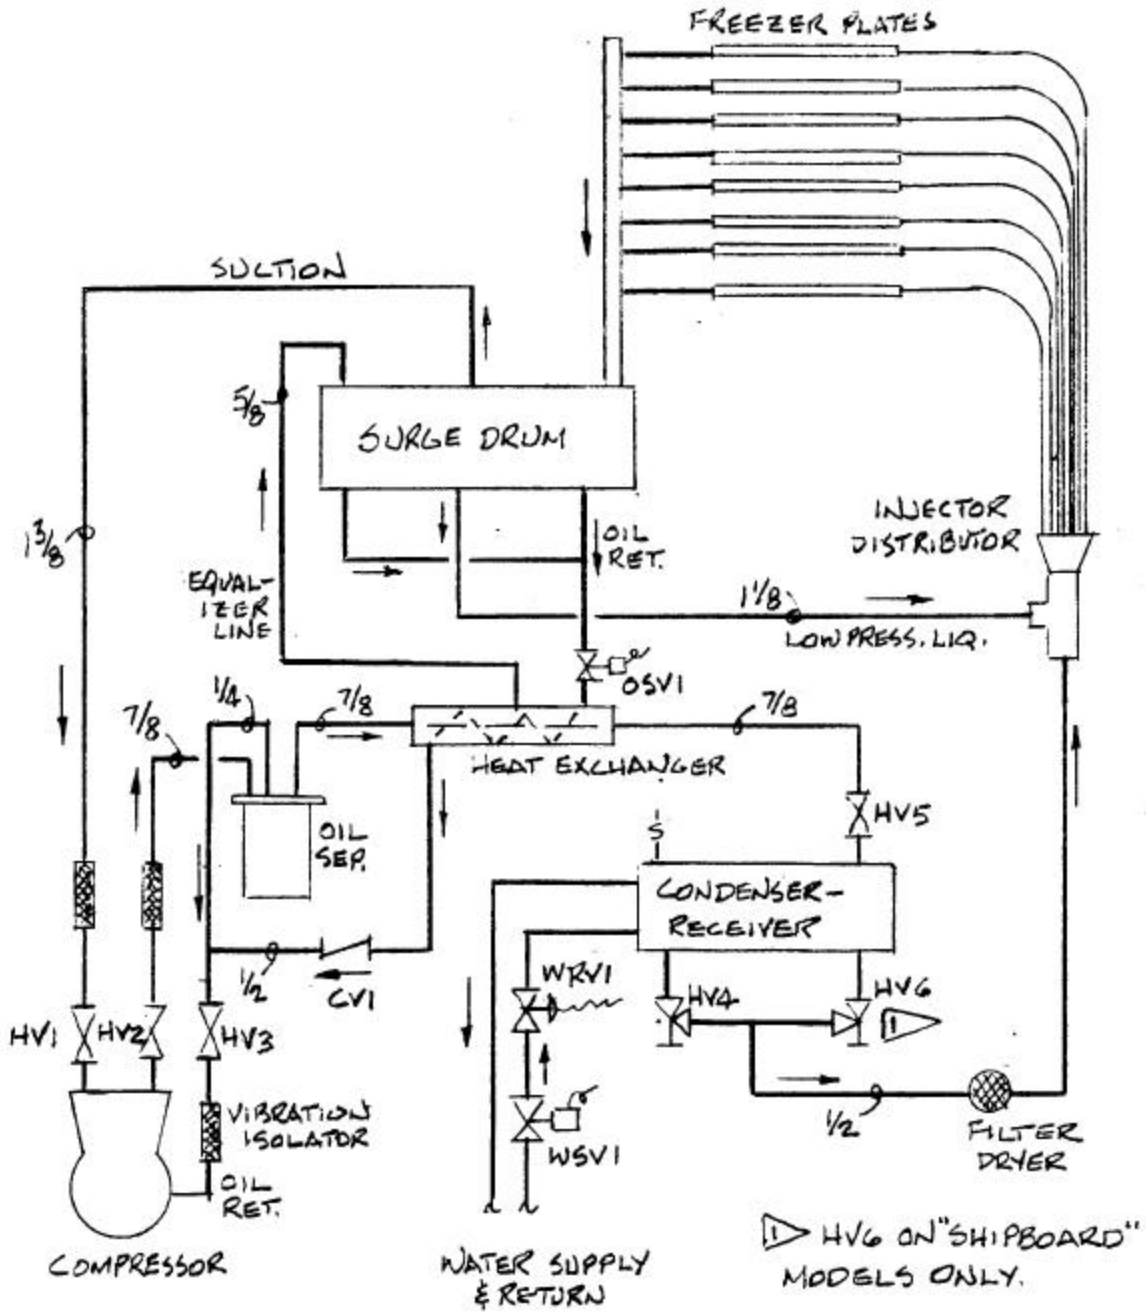 FREEZER PLATES
SUCTION
5/8
SURGE DRUM
1 3/8
INJECTOR
DISTRIBUTOR
OIL
RET.
EQUAL-
IZER
LINE
1 1/8
LOW PRESS. LIQ.
OSV1
1/4
7/8
7/8
7/8
HEAT EXCHANGER
HV5
OIL
SEP.
S
CONDENSER-
RECEIVER
1/2
CV1
WRV1
HV4
HV6
1
HV1
HV2
HV3
VIBRATION
ISOLATOR
WSV1
1/2
FILTER
DRYER
OIL
RET.
COMPRESSOR
WATER SUPPLY
& RETURN
1 HV6 ON "SHIPBOARD"
MODELS ONLY.